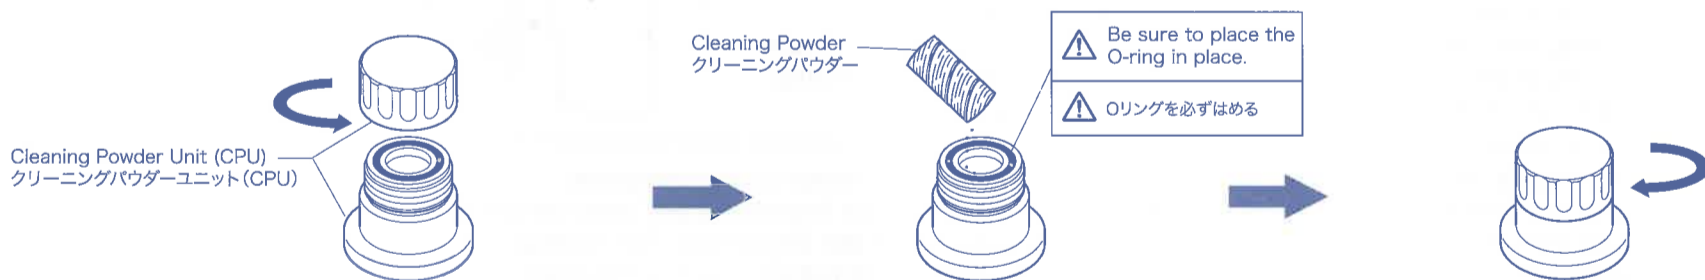 Cleaning Powder Unit (CPU)
クリーニングパウダーユニット(CPU)
Cleaning Powder
クリーニングパウダー
Be sure to place the
O-ring in place.
Oリングを必ずはめる